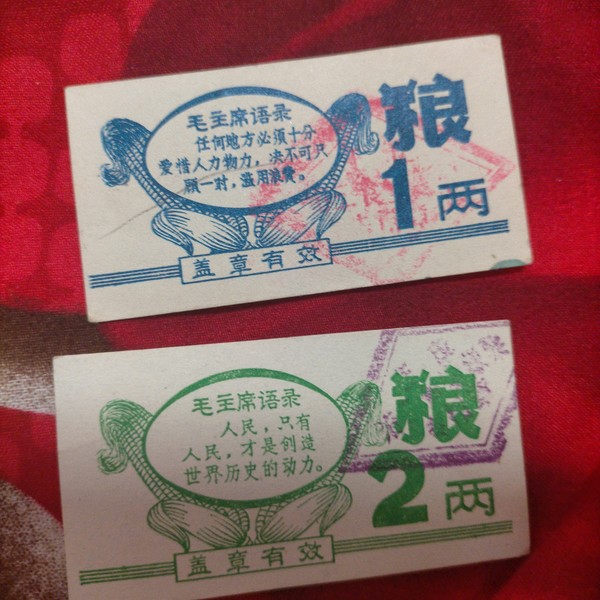 毛主席语录
任何地方必须十分
爱惜人力物力，决不可只
顾一时，滥用浪费。
粮
1两
盖章有效
毛主席语录
人民，只有
人民，才是创造
世界历史的动力。
粮
2两
盖章有效